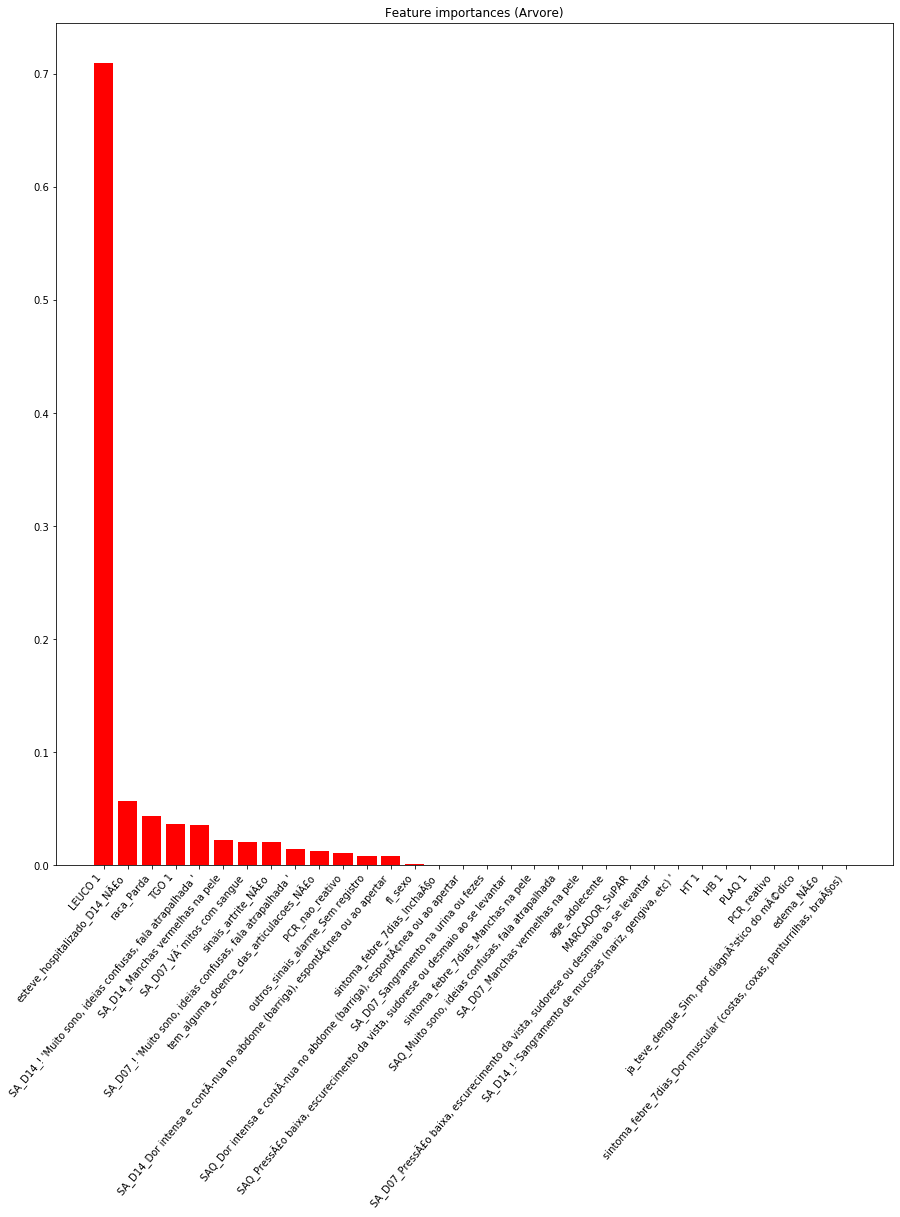 Feature importances (Arvore)
0.7
0.6
0.5
0.4
0.3
0.2
0.1
0.0
LEUCO 1
esteve_hospitalizado_D14_NÃ£o
raca_Parda
TGO 1
SA_D14_! 'Muito sono, ideias confusas, fala atrapalhada '
SA_D14_Manchas vermelhas na pele
SA_D07_VÃ´mitos com sangue
sinais_artrite_NÃ£o
SA_D07_! 'Muito sono, ideias confusas, fala atrapalhada '
tem_alguma_doenca_das_articulacoes_NÃ£o
PCR_nao_reativo
outros_sinais_alarme_Sem registro
SA_D14_Dor intensa e contÃ­nua no abdome (barriga), espontÃ¢nea ou ao apertar
fl_sexo
sintoma_febre_7dias_InchaÃ§o
SAQ_Dor intensa e contÃ­nua no abdome (barriga), espontÃ¢nea ou ao apertar
SA_D07_Sangramento na urina ou fezes
SAQ_PressÃ£o baixa, escurecimento da vista, sudorese ou desmaio ao se levantar
sintoma_febre_7dias_Manchas na pele
SAQ_Muito sono, ideias confusas, fala atrapalhada
SA_D07_Manchas vermelhas na pele
age_adolecente
MARCADOR_SuPAR
SA_D07_PressÃ£o baixa, escurecimento da vista, sudorese ou desmaio ao se levantar
SA_D14_! 'Sangramento de mucosas (nariz, gengiva, etc) '
HT 1
HB 1
PLAQ 1
PCR_reativo
ja_teve_dengue_Sim, por diagnÃ³stico do mÃ©dico
edema_NÃ£o
sintoma_febre_7dias_Dor muscular (costas, coxas, panturrilhas, braÃ§os)